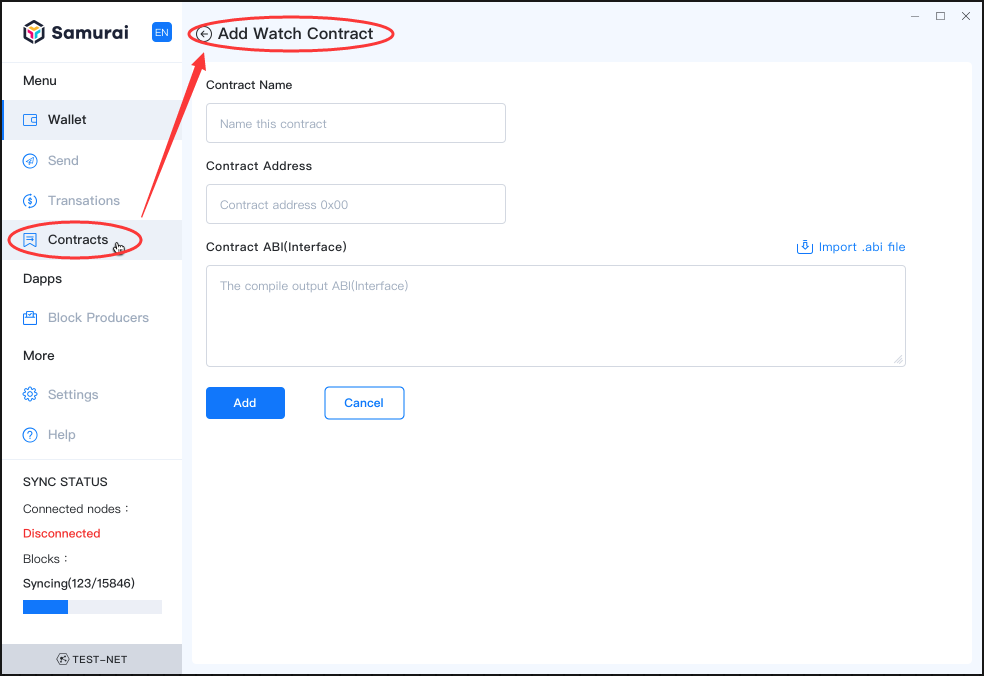 Samurai
EN
Menu
Wallet
Send
Transations
Contracts
Dapps
Block Producers
More
Settings
Help
SYNC STATUS
Connected nodes :
Disconnected
Blocks :
Syncing(123/15846)
TEST-NET
Add Watch Contract
Contract Name
Name this contract
Contract Address
Contract address 0x00
Contract ABI(Interface)
Import .abi file
The compile output ABI(Interface)
Add
Cancel